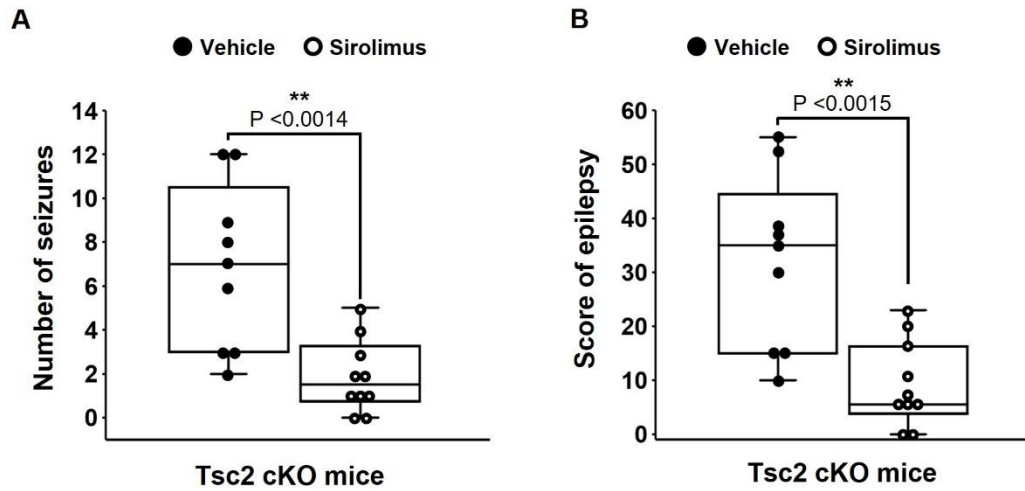 A
Vehicle Sirolimus
**
P <0.0014
14
12
10
8
6
4
2
0
Number of seizures
Tsc2 cKO mice
B
Vehicle Sirolimus
**
P <0.0015
60
50
40
30
20
10
0
Score of epilepsy
Tsc2 cKO mice